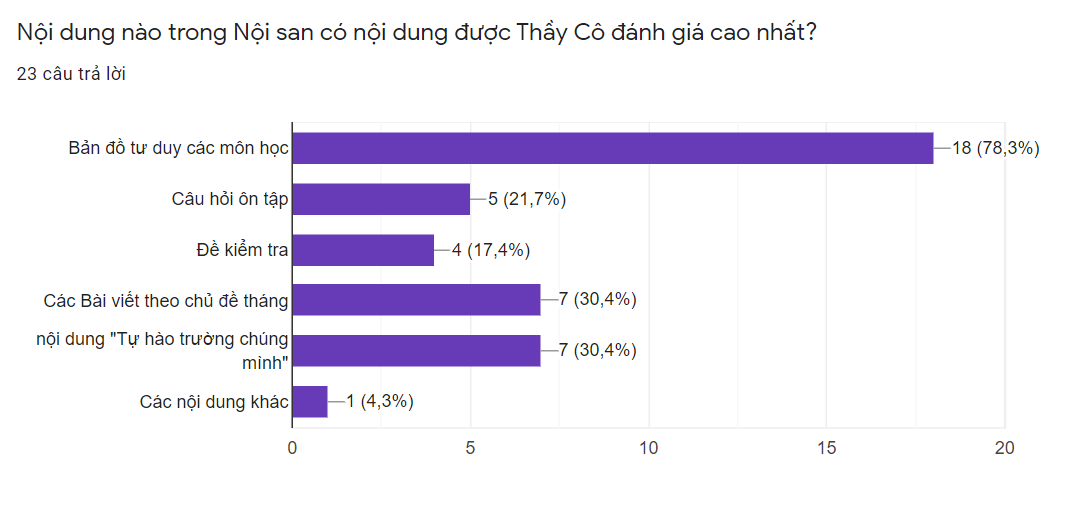 Nội dung nào trong Nội san có nội dung được Thầy Cô đánh giá cao nhất?
23 câu trả lời
Bản đồ tư duy các môn học
18 (78,3%)
Câu hỏi ôn tập
5 (21,7%)
Đề kiểm tra
4 (17,4%)
Các Bài viết theo chủ đề tháng
7 (30,4%)
nội dung "Tự hào trường chúng
mình"
7 (30,4%)
Các nội dung khác
1 (4,3%)
0
5
10
15
20